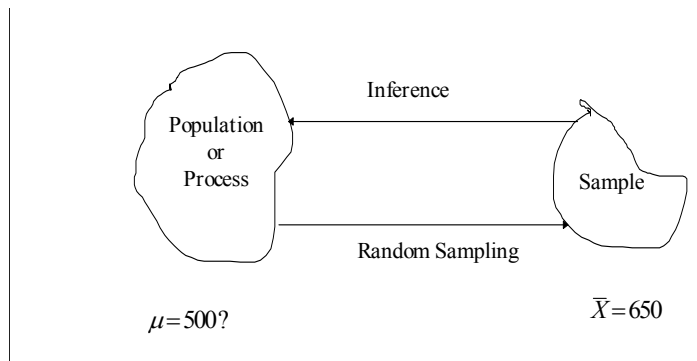 Inference
Population
or
Process
Sample
Random Sampling
μ=500?
X̄=650